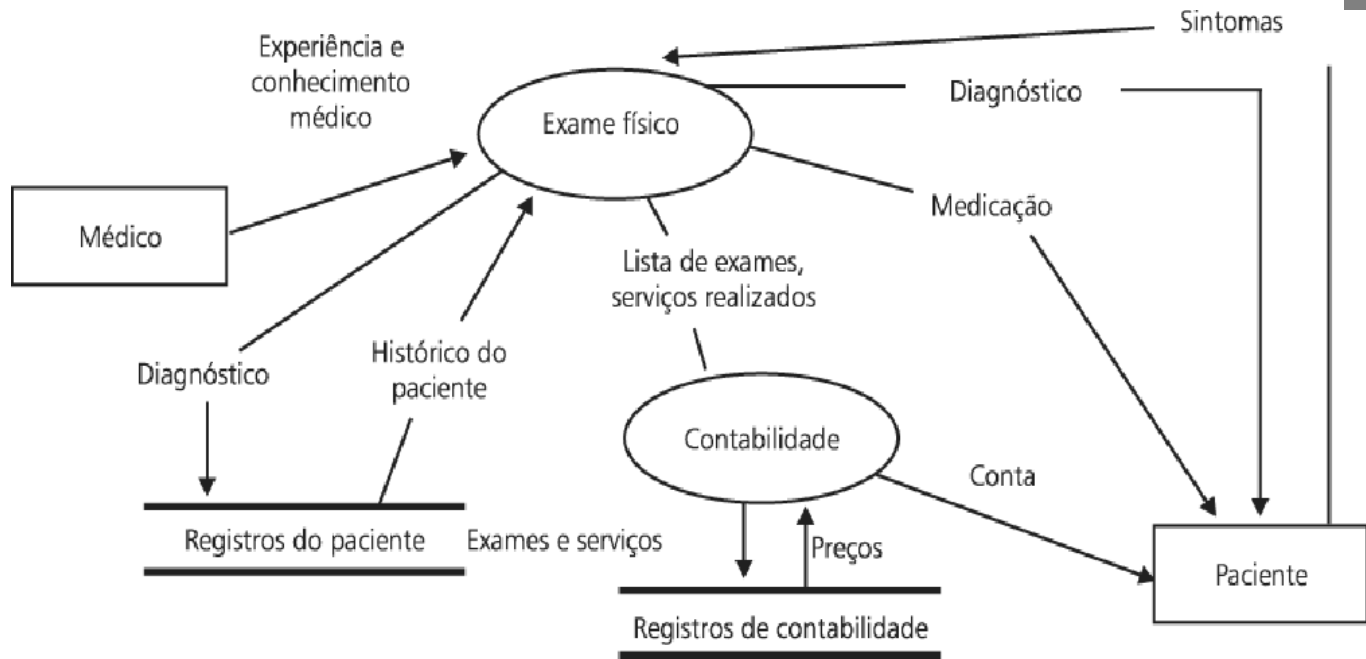 Sintomas
Experiência e
conhecimento
médico
Diagnóstico
Exame físico
Medicação
Médico
Lista de exames,
serviços realizados
Histórico do
paciente
Diagnóstico
Contabilidade
Conta
Registros do paciente
Exames e serviços
Preços
Paciente
Registros de contabilidade